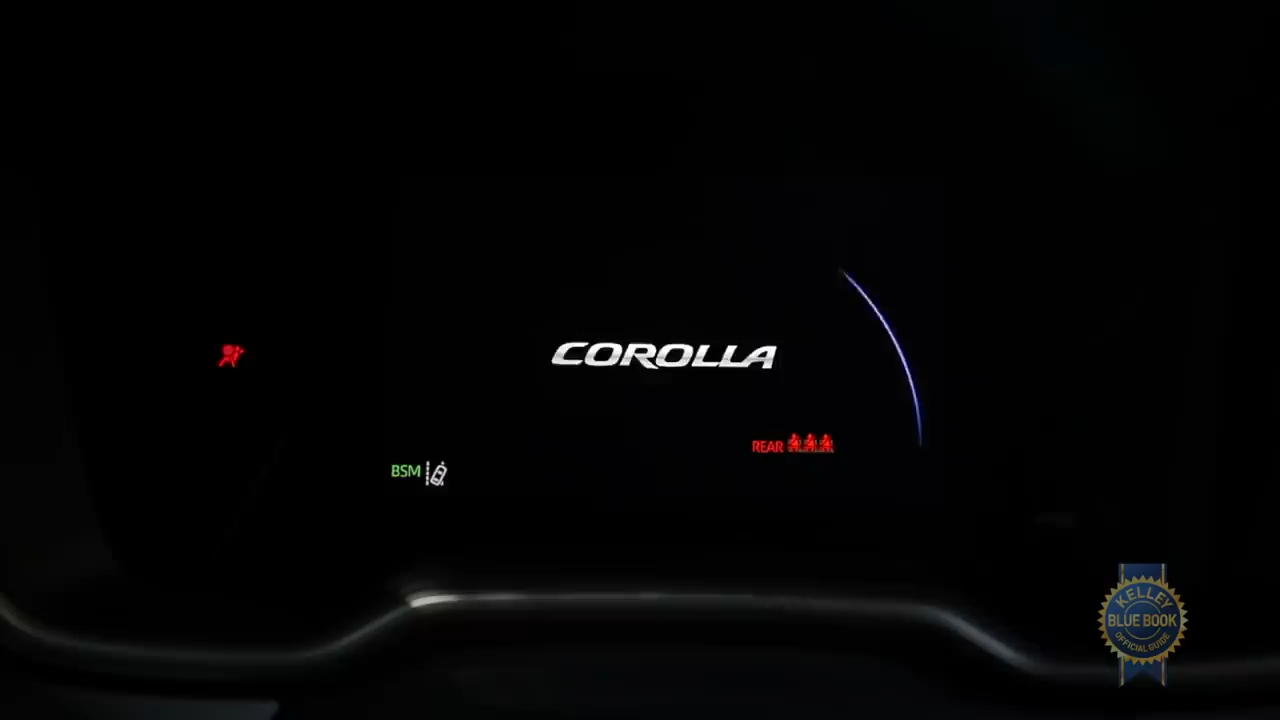 COROLLA
REAR
BSM
KELLEY
BLUE BOOK
OFFICIAL GUIDE